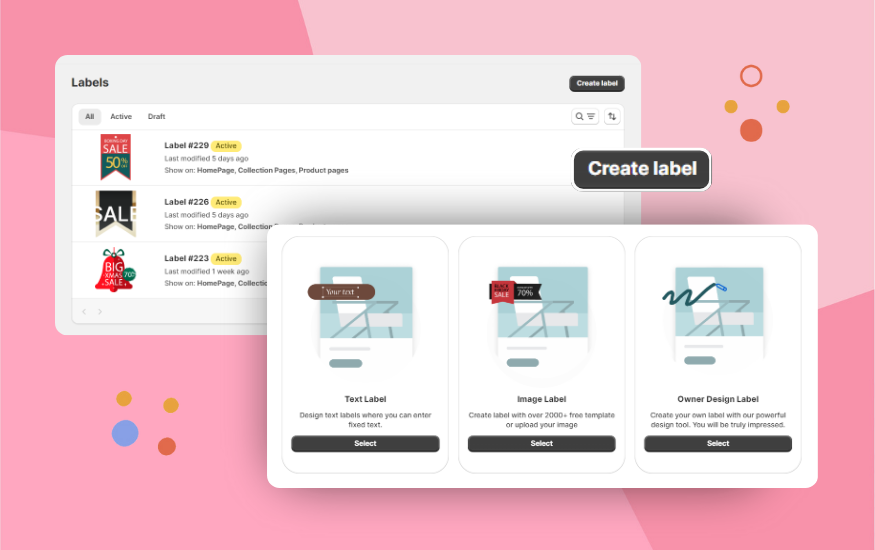 Labels
Create label
All
Active
Draft
SALE
50%
Label #229 Active
Last modified 5 days ago
Show on: HomePage, Collection Pages, Product pages
Create label
SALE
Label #226 Active
Last modified 5 days ago
Show on: HomePage, Collection
BIG
XMAS
SALE
70%
Label #223 Active
Last modified 1 week ago
Show on: HomePage, Collectio
Your text
Text Label
Design text labels where you can enter
fixed text.
Select
BLACK
SALE
70%
Image Label
Create label with over 2000+ free template
or upload your image
Select
Owner Design Label
Create your own label with our powerful
design tool. You will be truly impressed.
Select